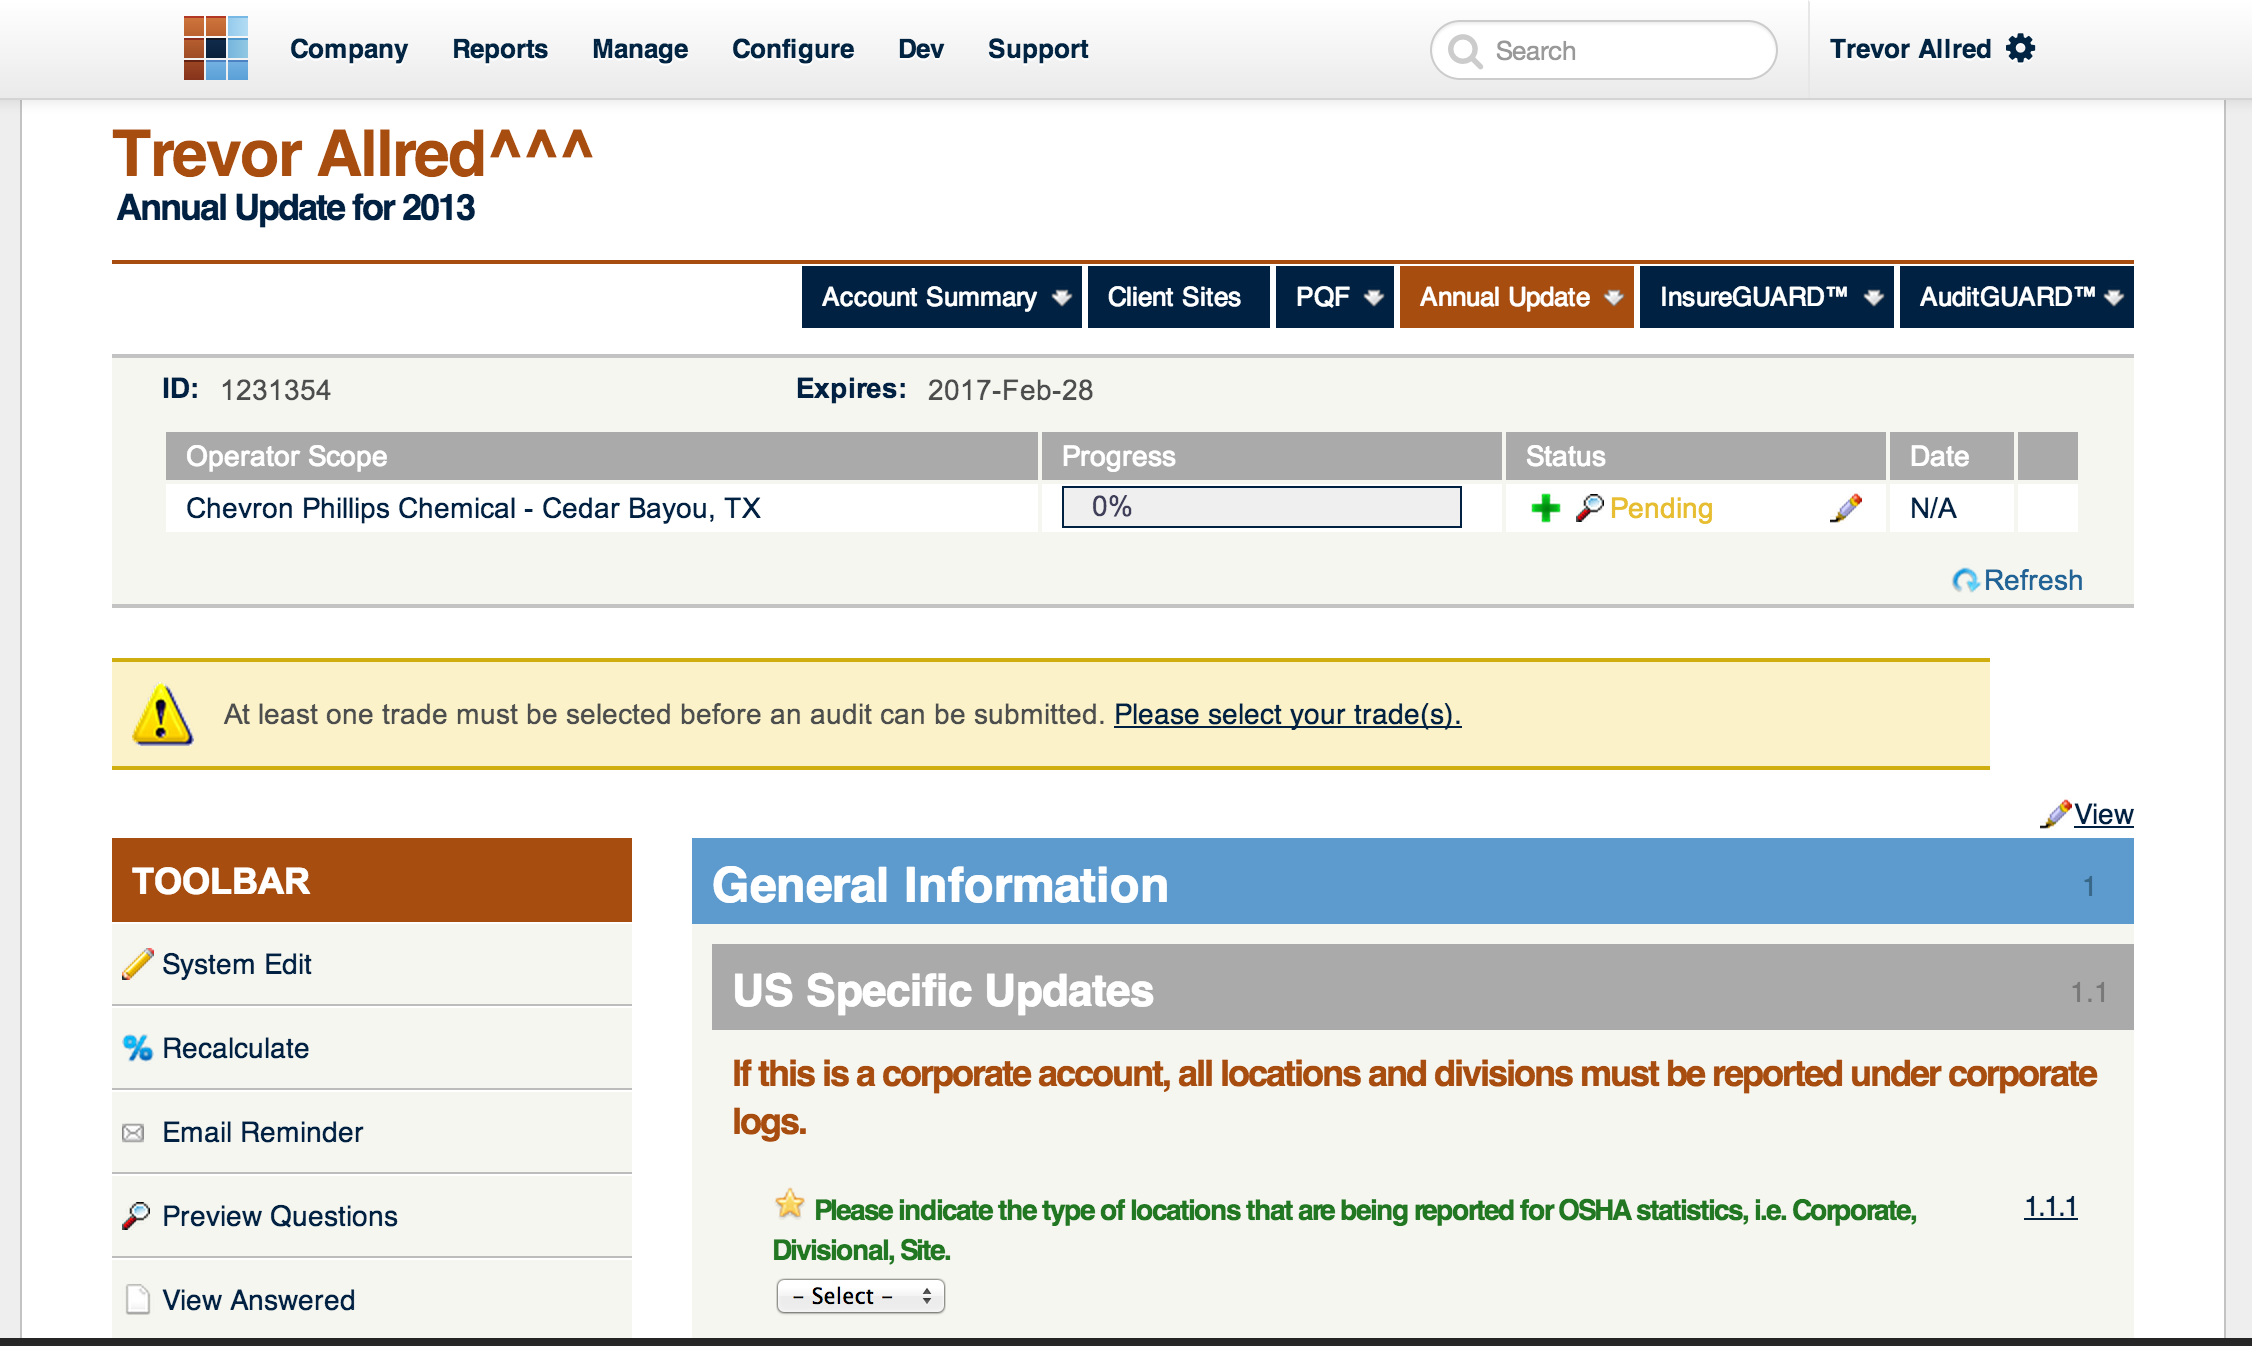 Company Reports Manage Configure Dev Support Search Trevor Allred
Trevor Allred^^^
Annual Update for 2013
Account Summary Client Sites PQF Annual Update InsureGUARD™ AuditGUARD™
ID: 1231354 Expires: 2017-Feb-28
Operator Scope Progress Status Date
Chevron Phillips Chemical - Cedar Bayou, TX 0% Pending N/A
Refresh
At least one trade must be selected before an audit can be submitted. Please select your trade(s).
View
TOOLBAR
System Edit
Recalculate
Email Reminder
Preview Questions
View Answered
General Information 1
US Specific Updates 1.1
If this is a corporate account, all locations and divisions must be reported under corporate
logs.
Please indicate the type of locations that are being reported for OSHA statistics, i.e. Corporate, 1.1.1
Divisional, Site.
– Select –